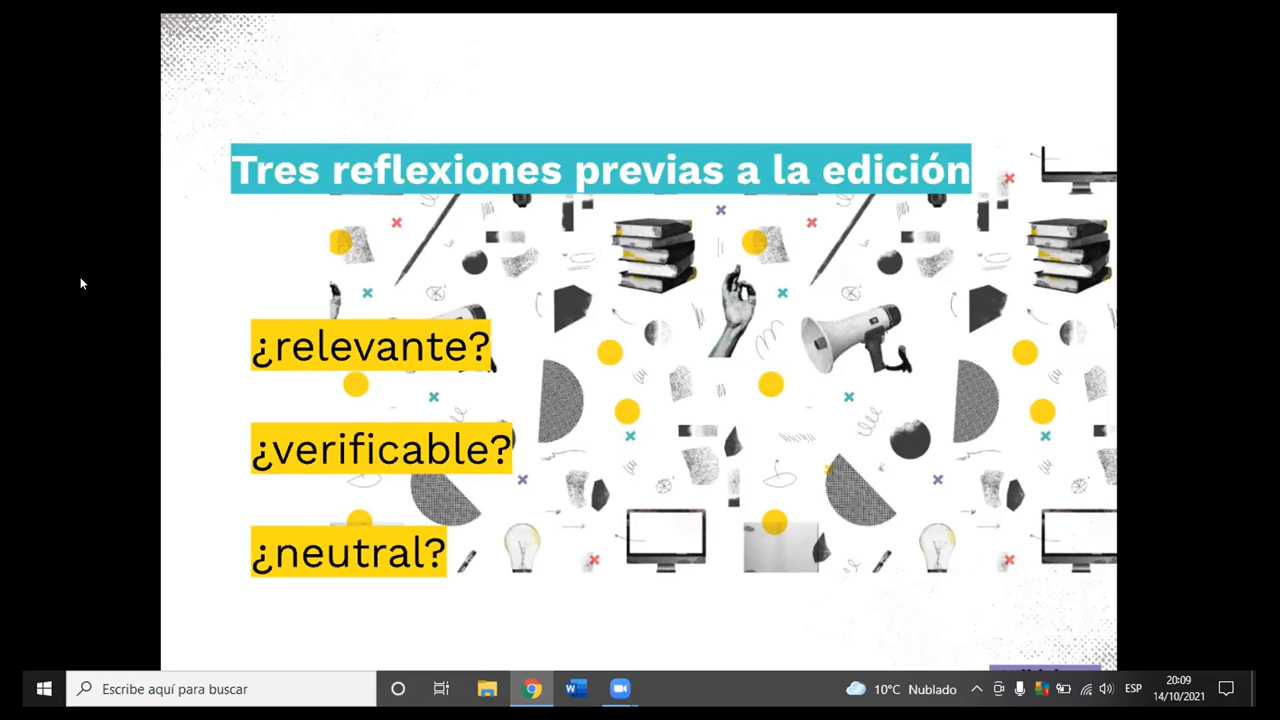 Tres reflexiones previas a la edición
¿relevante?
¿verificable?
¿neutral?
Escribe aquí para buscar
10°C Nublado
ESP
20:09
14/10/2021